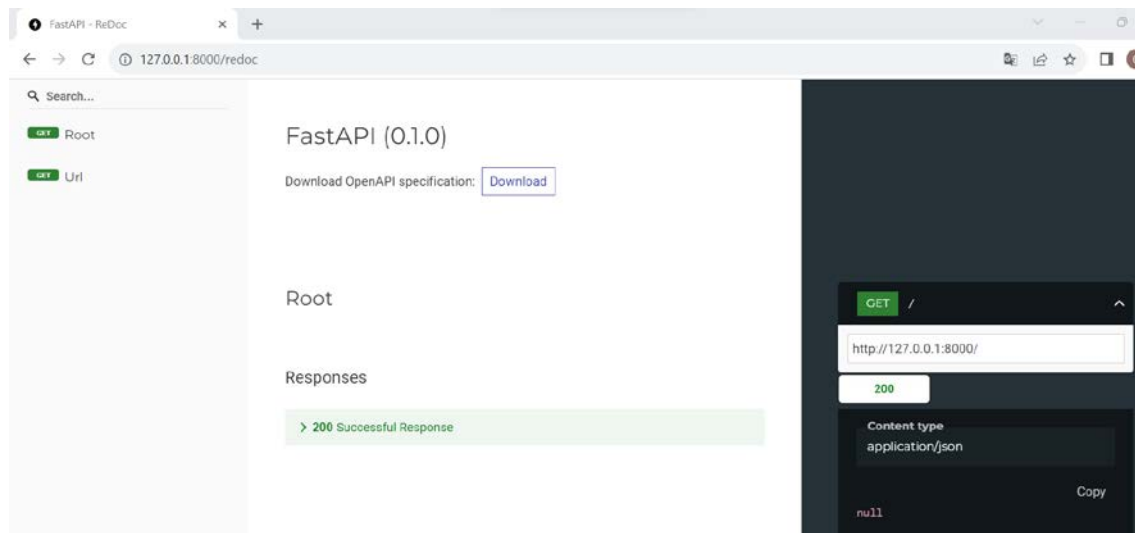 FastAPI - ReDoc
127.0.0.1:8000/redoc
Search...
GET Root
GET Url
FastAPI (0.1.0)
Download OpenAPI specification: Download
Root
Responses
200 Successful Response
GET /
http://127.0.0.1:8000/
200
Content type
application/json
Copy
null